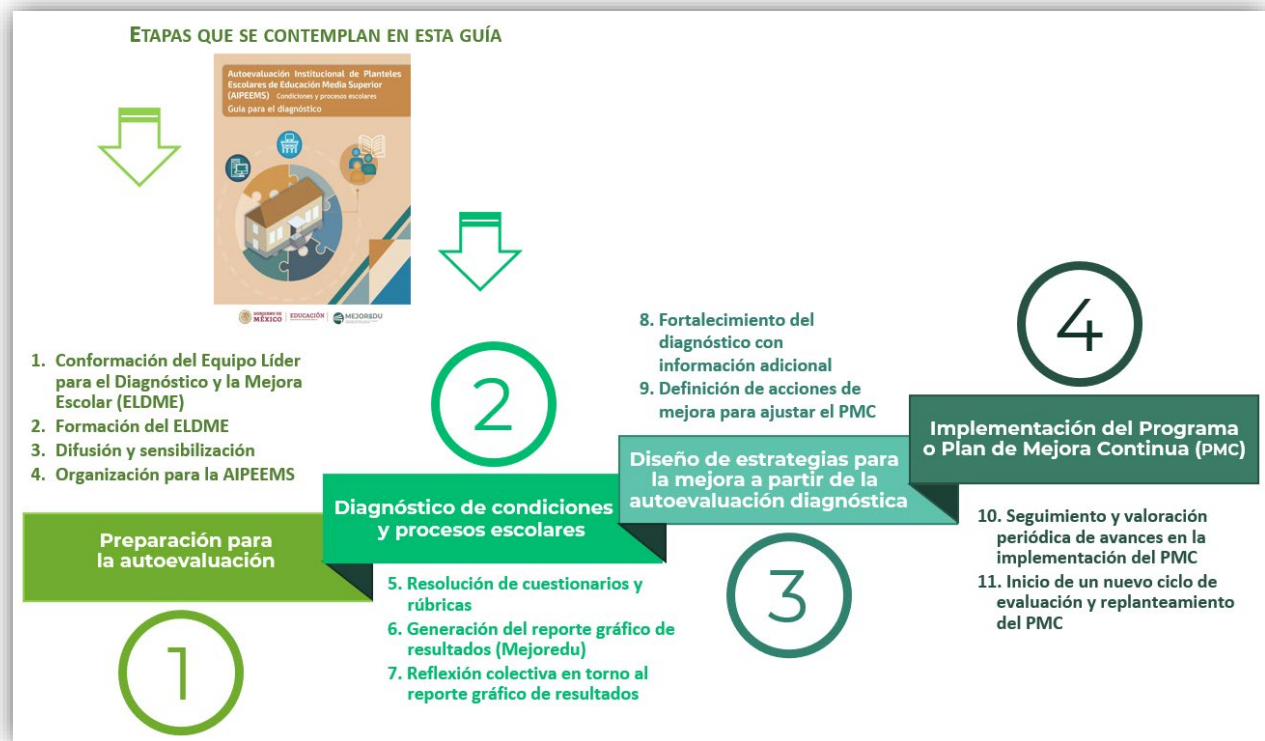 ETAPAS QUE SE CONTEMPLAN EN ESTA GUÍA
Autoevaluación Institucional de Planteles
Escolares de Educación Media Superior
(AIPEEMS) Condiciones y procesos escolares
Guía para el diagnóstico
GOBIERNO DE
MÉXICO
EDUCACIÓN
MEJOREDU
1. Conformación del Equipo Líder
para el Diagnóstico y la Mejora
Escolar (ELDME)
2. Formación del ELDME
3. Difusión y sensibilización
4. Organización para la AIPEEMS
Preparación para
la autoevaluación
1
2
Diagnóstico de condiciones
y procesos escolares
5. Resolución de cuestionarios y
rúbricas
6. Generación del reporte gráfico de
resultados (Mejoredu)
7. Reflexión colectiva en torno al
reporte gráfico de resultados
8. Fortalecimiento del
diagnóstico con
información adicional
9. Definición de acciones de
mejora para ajustar el PMC
Diseño de estrategias para
la mejora a partir de la
autoevaluación diagnóstica
3
4
Implementación del Programa
o Plan de Mejora Continua (PMC)
10. Seguimiento y valoración
periódica de avances en la
implementación del PMC
11. Inicio de un nuevo ciclo de
evaluación y replanteamiento
del PMC